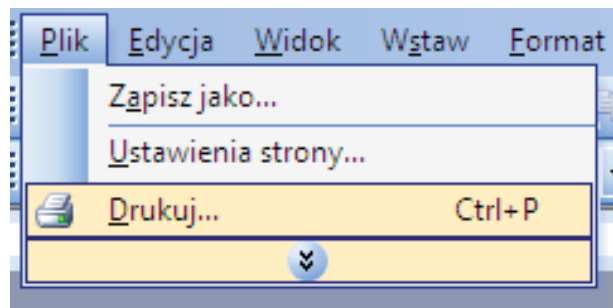 Plik Edycja Widok Wstaw Format
Zapisz jako...
Ustawienia strony...
Drukuj... Ctrl+P